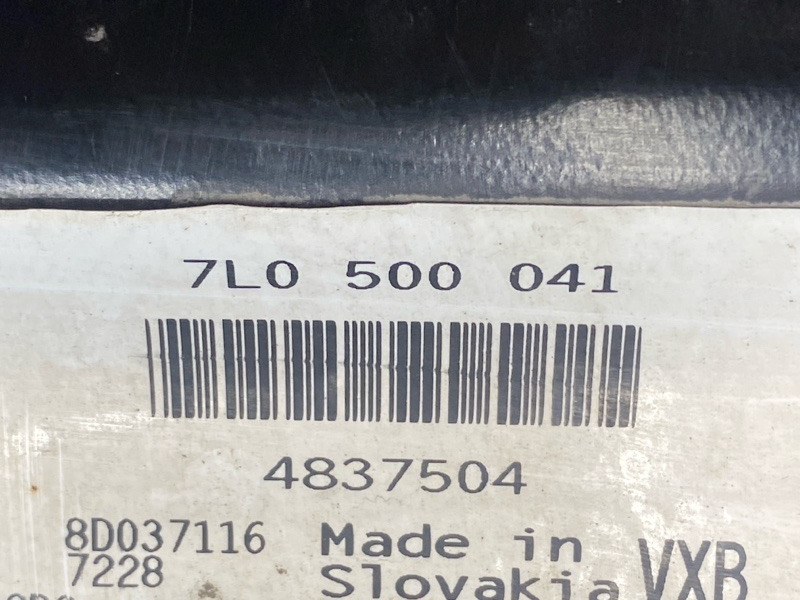 7L0 500 041
4837504
8D037116
7228
Made in
Slovakia
VXB